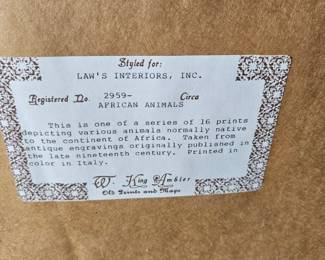 Styled for:
LAW'S INTERIORS, INC.
Registered No. 2959- Circa
AFRICAN ANIMALS
This is one of a series of 16 prints
depicting various animals normally native
to the continent of Africa. Taken from
antique engravings originally published in
the late nineteenth century. Printed in
color in Italy.
W. King Ambler
Old Prints and Maps